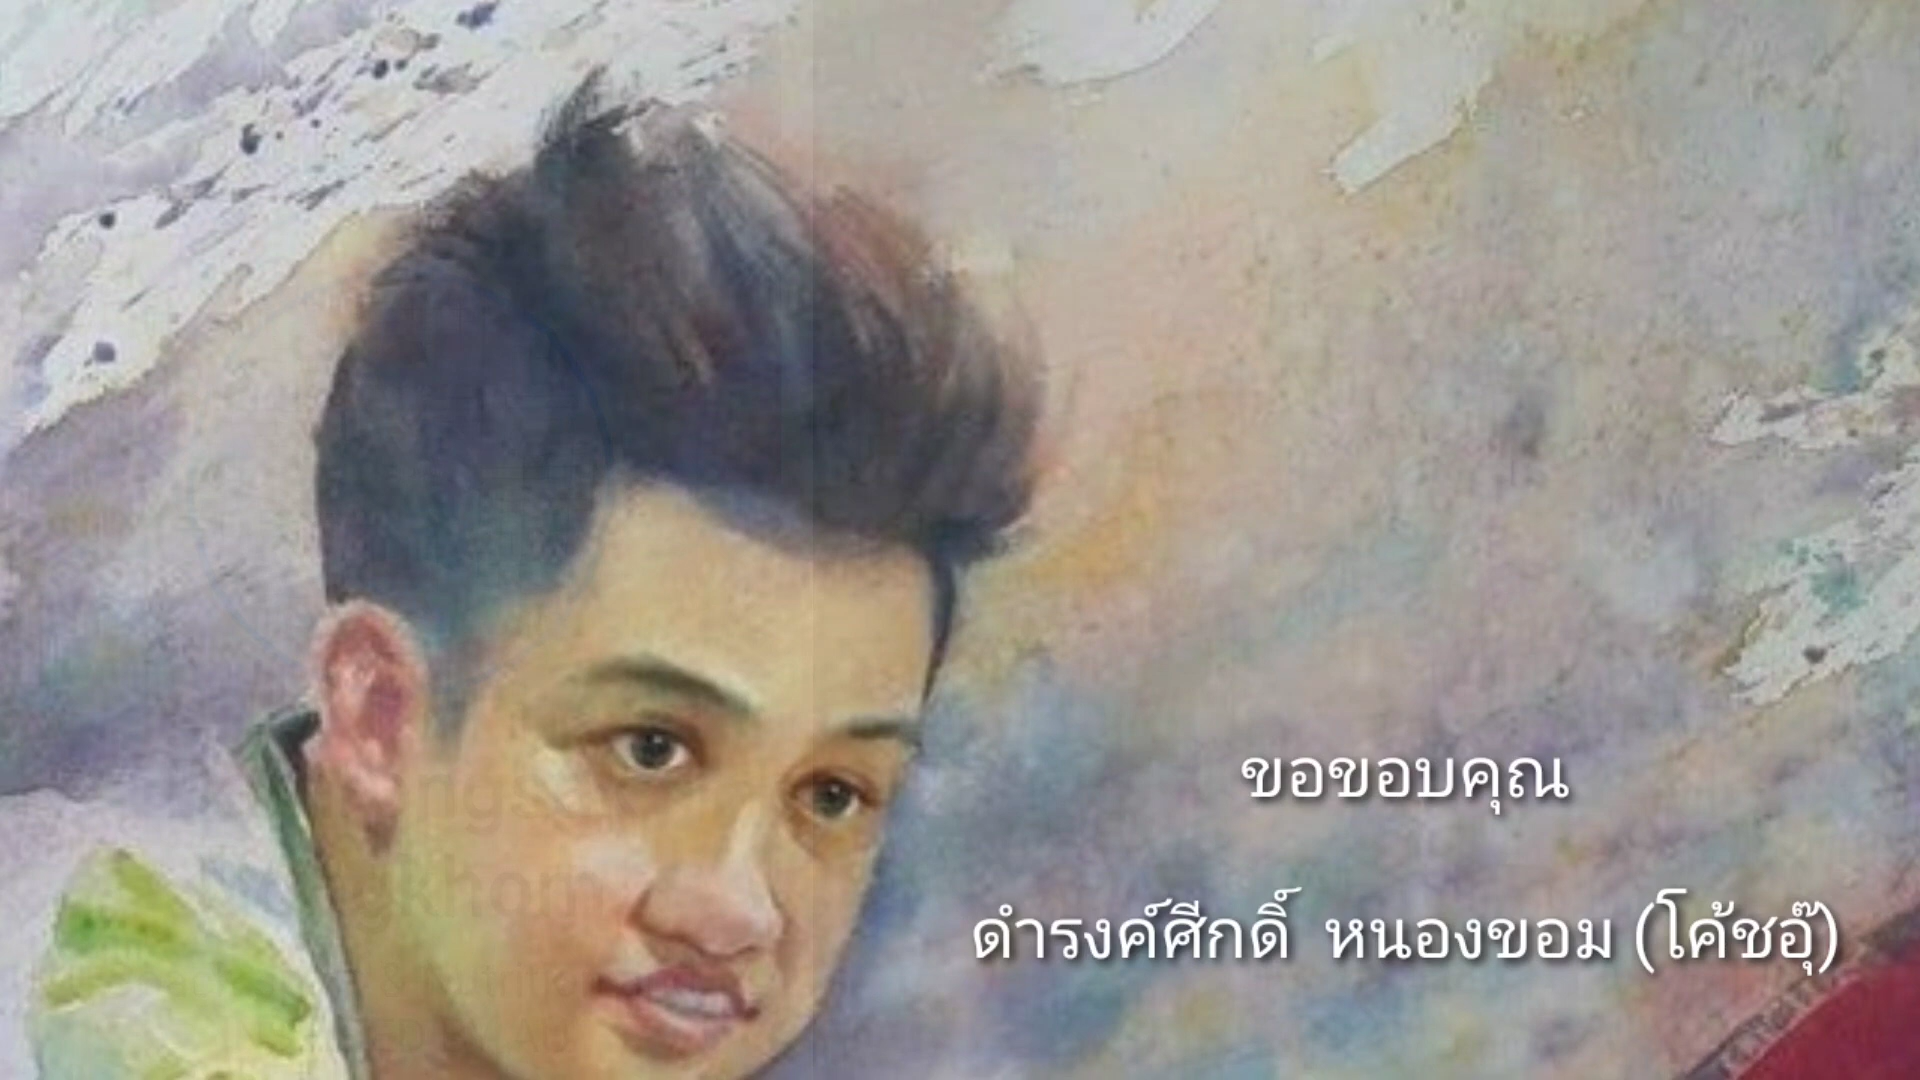 ขอขอบคุณ
ดำรงค์ศีกดิ์ หนองขอม (โค้ชอุ๊)